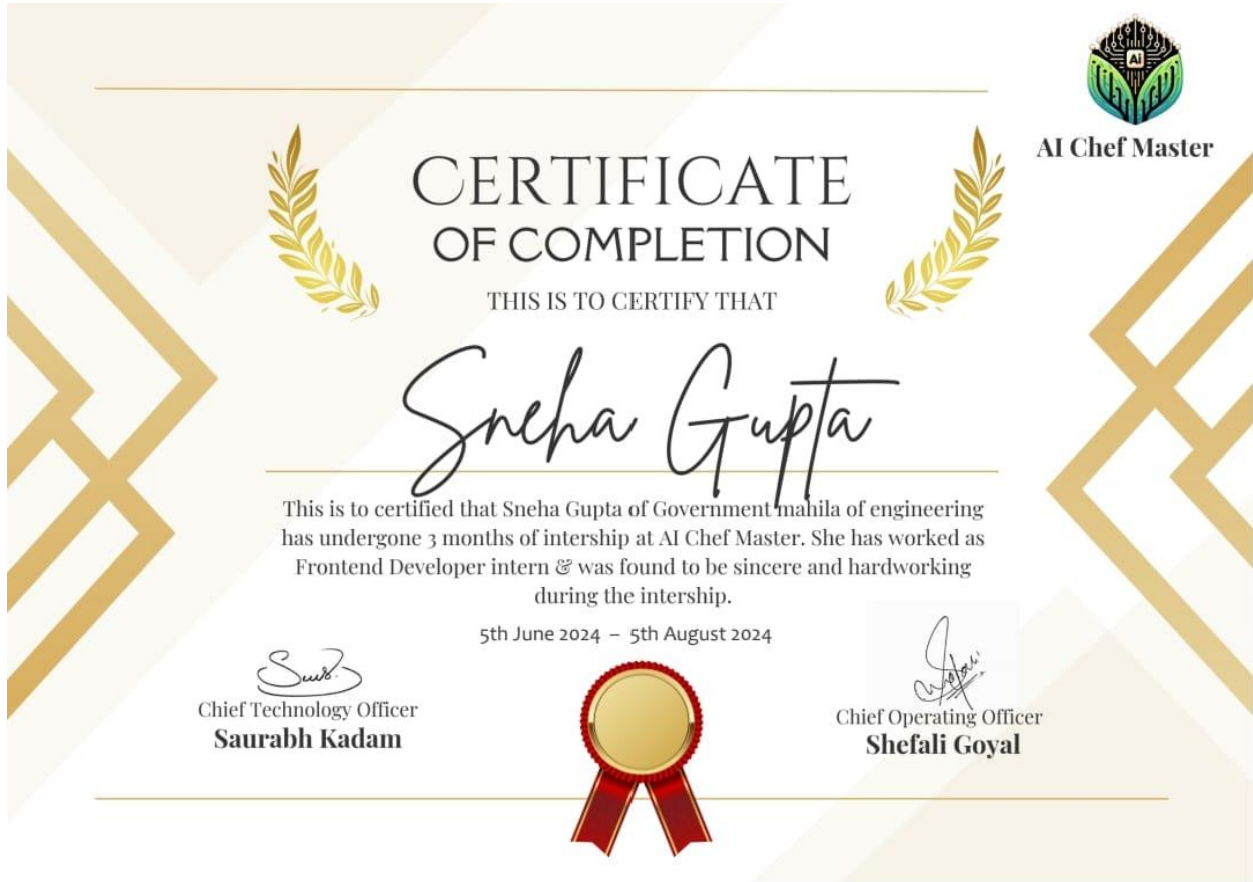 Ai
AI Chef Master
CERTIFICATE
OF COMPLETION
THIS IS TO CERTIFY THAT
Sneha Gupta
This is to certified that Sneha Gupta of Government mahila of engineering
has undergone 3 months of intership at AI Chef Master. She has worked as
Frontend Developer intern & was found to be sincere and hardworking
during the intership.
5th June 2024 – 5th August 2024
Chief Technology Officer
Saurabh Kadam
Chief Operating Officer
Shefali Goyal